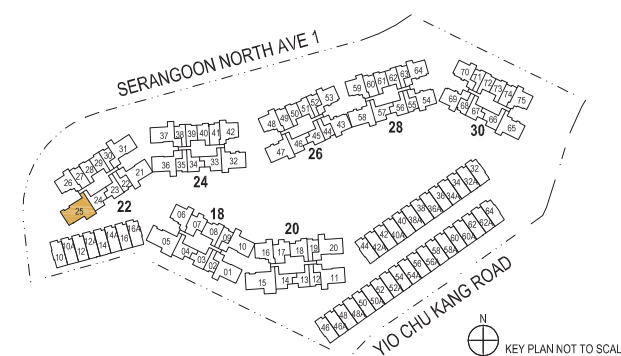 SERANGOON NORTH AVE 1
70 71 72 73 74 75
69 68 67 66 65
30
59 60 61 62 63 64
58 57 56 55 54
28
48 49 50 51 52 53
47 46 45 44 43
26
37 38 39 40 41 42
36 35 34 33 32
24
26 27 28 29 30 31
25 24 23 22 21
22
10 10A 12 12A 14 14A 16 16A
18
06 07 08 09 10
05 04 03 02 01
20
16 17 18 19 20
15 14 13 12 11
44 42A 42 40A 40 38A 38 36A 36 34A 34 32A 32
46 46A 48 48A 50 50A 52 52A 54 54A 56 56A 58 58A 60 60A 62 62A 64
YIO CHU KANG ROAD
N
KEY PLAN NOT TO SCAL